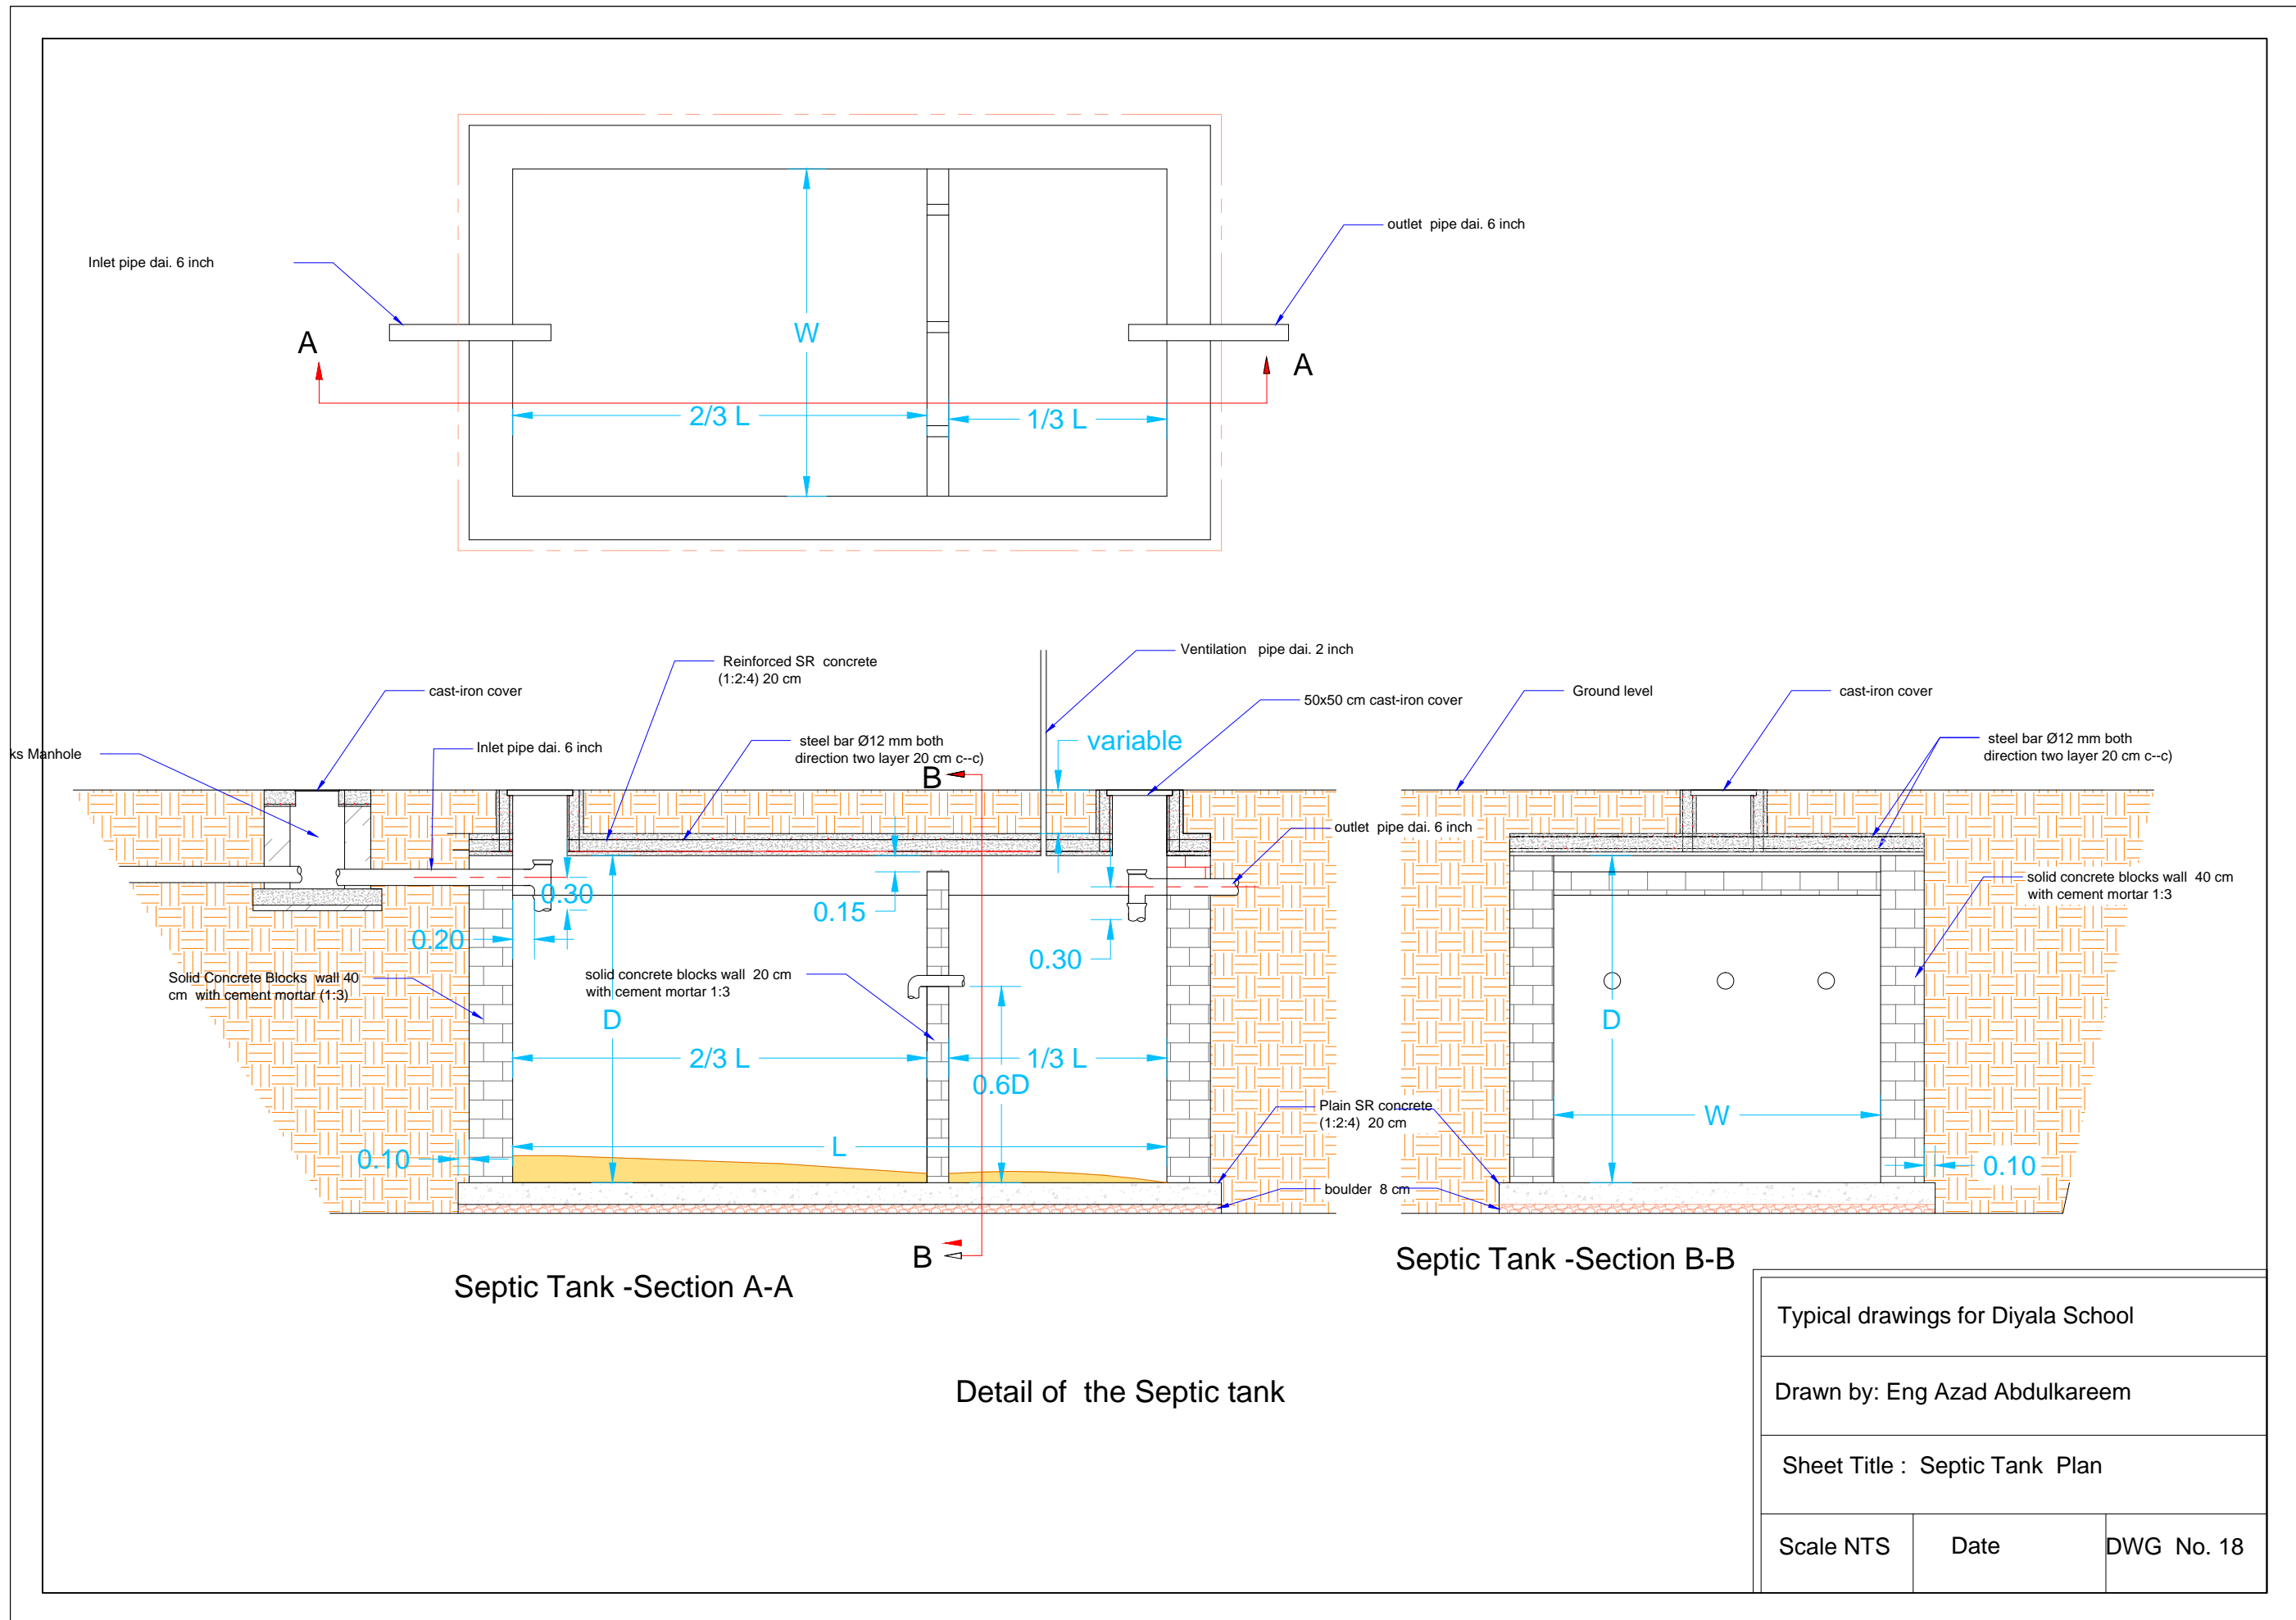 outlet  pipe dai. 6 inch
Inlet pipe dai. 6 inch
W
A
A
2/3 L
1/3 L
Ventilation   pipe dai. 2 inch
Reinforced SR  concrete
(1:2:4) 20 cm
cast-iron cover
50x50 cm cast-iron cover
Ground level
cast-iron cover
ks Manhole
Inlet pipe dai. 6 inch
steel bar Ø12 mm both
direction two layer 20 cm c--c)
variable
steel bar Ø12 mm both
direction two layer 20 cm c--c)
B
outlet  pipe dai. 6 inch
0.30
0.15
solid concrete blocks wall  40 cm
with cement mortar 1:3
0.20
0.30
Solid Concrete Blocks  wall 40
cm  with cement mortar (1:3)
solid concrete blocks wall  20 cm
with cement mortar 1:3
D
D
2/3 L
1/3 L
0.6D
Plain SR concrete
(1:2:4)  20 cm
W
L
0.10
0.10
boulder  8 cm
B
Septic Tank -Section A-A
Septic Tank -Section B-B
Detail of  the Septic tank
Typical drawings for Diyala School
Drawn by: Eng Azad Abdulkareem
Sheet Title :  Septic Tank  Plan
Scale NTS
Date
DWG  No. 18